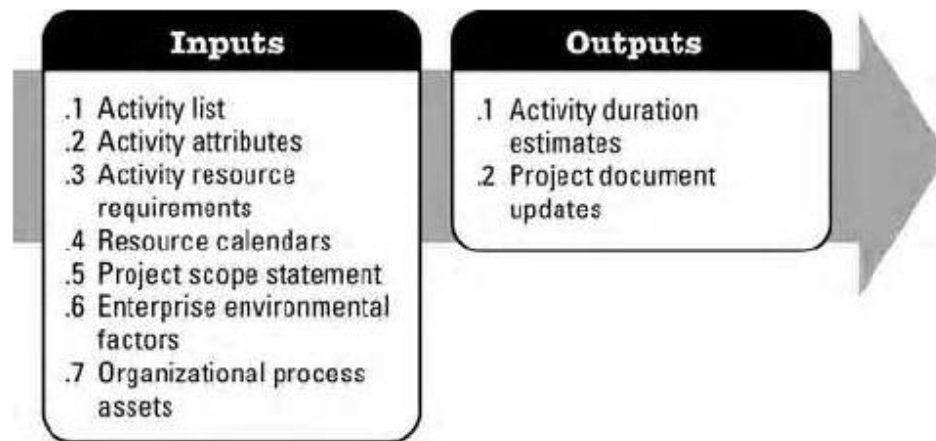 Inputs
.1 Activity list
.2 Activity attributes
.3 Activity resource
requirements
.4 Resource calendars
.5 Project scope statement
.6 Enterprise environmental
factors
.7 Organizational process
assets
Outputs
.1 Activity duration
estimates
.2 Project document
updates